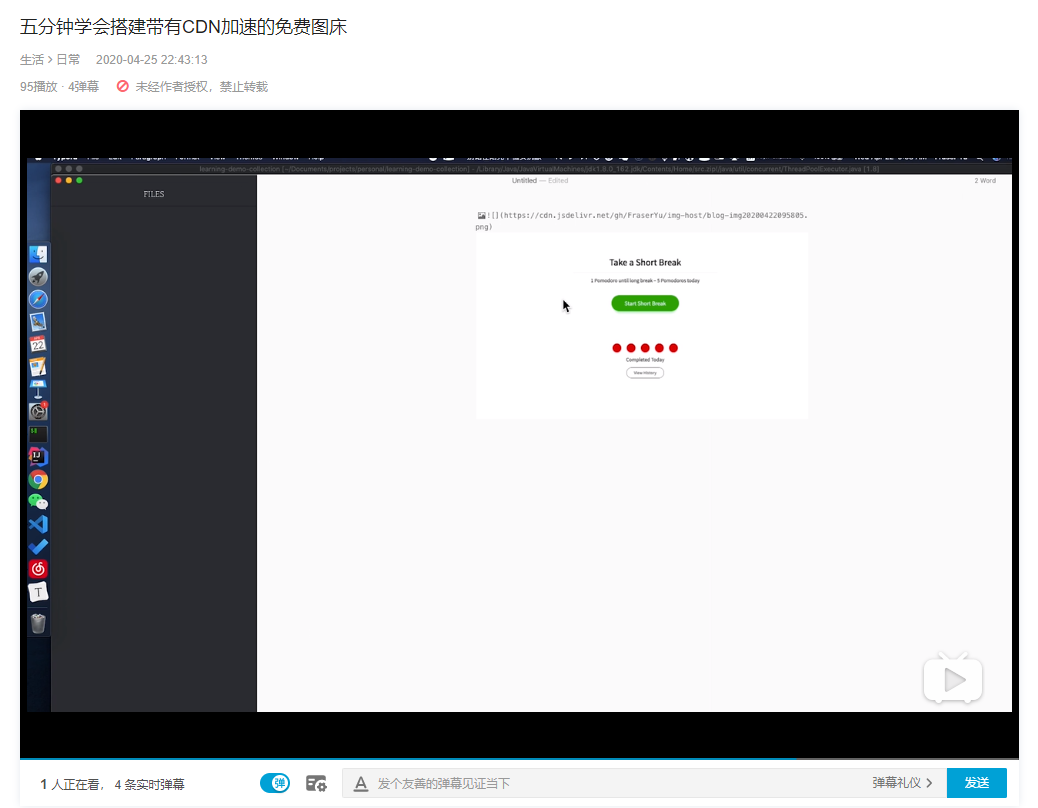 五分钟学会搭建带有CDN加速的免费图床
生活 > 日常 2020-04-25 22:43:13
95播放 · 4弹幕 未经作者授权，禁止转载
learning-demo-collection [~/Documents/projects/personal/learning-demo-collection] - ~/Library/Java/JavaVirtualMachines/jdk1.8.0_162.jdk/Contents/Home/src.zip!/java/util/concurrent/ThreadPoolExecutor.java [1.8]
Untitled — Edited
2 Word
FILES
![](https://cdn.jsdelivr.net/gh/FraserYu/img-host/blog-img20200422095805.
png)
Take a Short Break
1 Pomodoro until long break – 5 Pomodoros today
Start Short Break
Completed Today
View History
22
IJ
T
1 人正在看， 4 条实时弹幕
弹
A 发个友善的弹幕见证当下
弹幕礼仪 >
发送